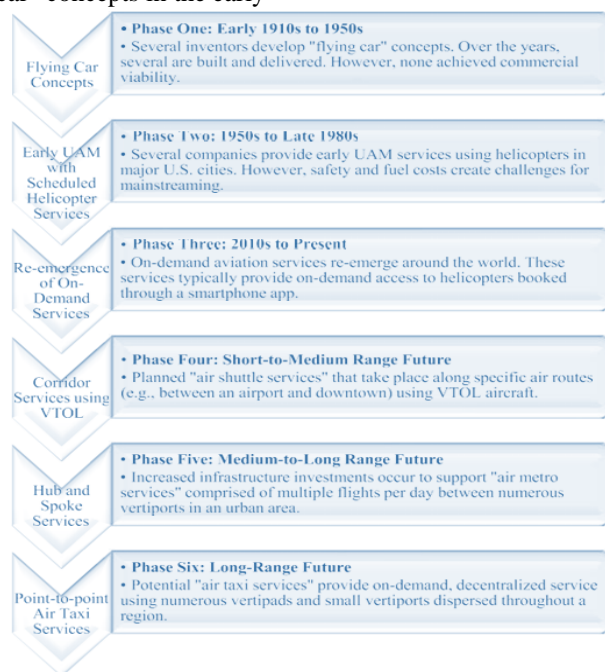 ar" concepts in the early
Flying Car
Concepts
• Phase One: Early 1910s to 1950s
• Several inventors develop "flying car" concepts. Over the years,
several are built and delivered. However, none achieved commercial
viability.
Early UAM
with
Scheduled
Helicopter
Services
• Phase Two: 1950s to Late 1980s
• Several companies provide early UAM services using helicopters in
major U.S. cities. However, safety and fuel costs create challenges for
mainstreaming.
Re-emergence
of On-
Demand
Services
• Phase Three: 2010s to Present
• On-demand aviation services re-emerge around the world. These
services typically provide on-demand access to helicopters booked
through a smartphone app.
Corridor
Services using
VTOL
• Phase Four: Short-to-Medium Range Future
• Planned "air shuttle services" that take place along specific air routes
(e.g., between an airport and downtown) using VTOL aircraft.
Hub and
Spoke
Services
• Phase Five: Medium-to-Long Range Future
• Increased infrastructure investments occur to support "air metro
services" comprised of multiple flights per day between numerous
vertiports in an urban area.
Point-to-point
Air Taxi
Services
• Phase Six: Long-Range Future
• Potential "air taxi services" provide on-demand, decentralized service
using numerous vertipads and small vertiports dispersed throughout a
region.